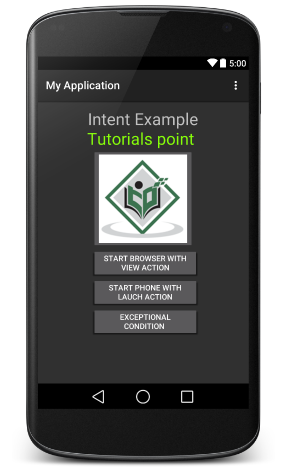 5:00
My Application
Intent Example
Tutorials point
START BROWSER WITH
VIEW ACTION
START PHONE WITH
LAUCH ACTION
EXCEPTIONAL
CONDITION